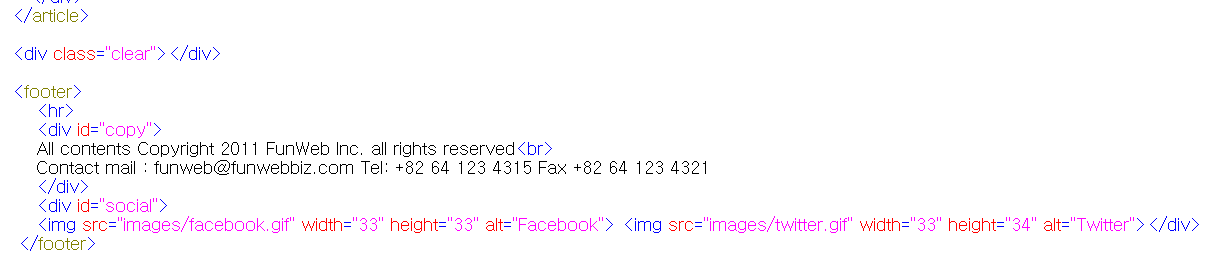 </div>
</article>
<div class="clear"></div>
<footer>
<hr>
<div id="copy">
All contents Copyright 2011 FunWeb Inc. all rights reserved<br>
Contact mail : funweb@funwebbiz.com Tel: +82 64 123 4315 Fax +82 64 123 4321
</div>
<div id="social">
<img src="images/facebook.gif" width="33" height="33" alt="Facebook"> <img src="images/twitter.gif" width="33" height="34" alt="Twitter"></div>
</footer>